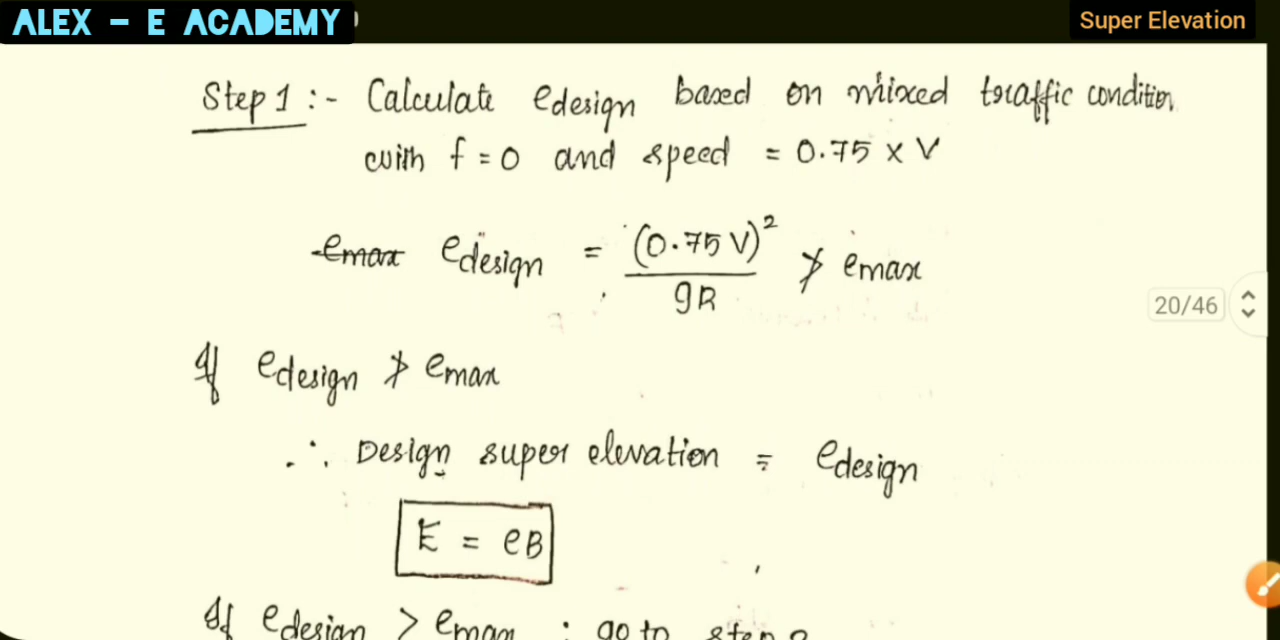 ALEX - E ACADEMY
Super Elevation
Step 1 :- Calculate edesign based on mixed traffic condition
with f = 0 and speed = 0.75 x V
emax edesign = (0.75 V)² / gR ≯ emax
20/46
If edesign ≯ emax
∴ Design super elevation = edesign
E = eB
If edesign > emax : go to step